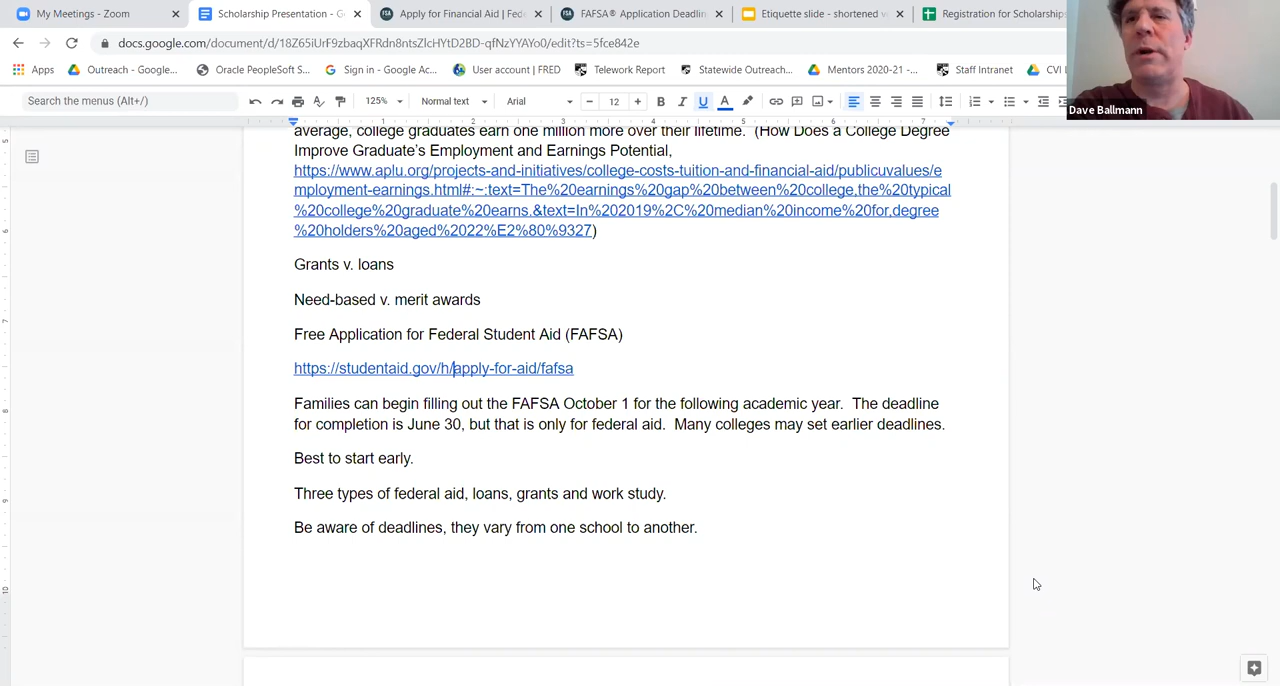 My Meetings - Zoom
Scholarship Presentation - G
Apply for Financial Aid | Fed
FAFSA® Application Deadlin
Etiquette slide - shortened v
Registration for Scholarships
docs.google.com/document/d/18Z65iUrF9zbaqXFRdn8ntsZlcHYtD2BD-qfNzYYAYo0/edit?ts=5fce842e
Apps
Outreach - Google...
Oracle PeopleSoft S...
Sign in - Google Ac...
User account | FRED
Telework Report
Statewide Outreach...
Mentors 2020-21 -...
Staff Intranet
CVI
Dave Ballmann
Search the menus (Alt+/)
125%
Normal text
Arial
12
average, college graduates earn one million more over their lifetime." (How Does a College Degree
Improve Graduate's Employment and Earnings Potential,
https://www.aplu.org/projects-and-initiatives/college-costs-tuition-and-financial-aid/publicuvalues/e
mployment-earnings.html#:~:text=The%20earnings%20gap%20between%20college,the%20typical
%20college%20graduate%20earns.&text=In%202019%2C%20median%20income%20for,degree
%20holders%20aged%2022%E2%80%9327)
Grants v. loans
Need-based v. merit awards
Free Application for Federal Student Aid (FAFSA)
https://studentaid.gov/h/apply-for-aid/fafsa
Families can begin filling out the FAFSA October 1 for the following academic year. The deadline
for completion is June 30, but that is only for federal aid. Many colleges may set earlier deadlines.
Best to start early.
Three types of federal aid, loans, grants and work study.
Be aware of deadlines, they vary from one school to another.